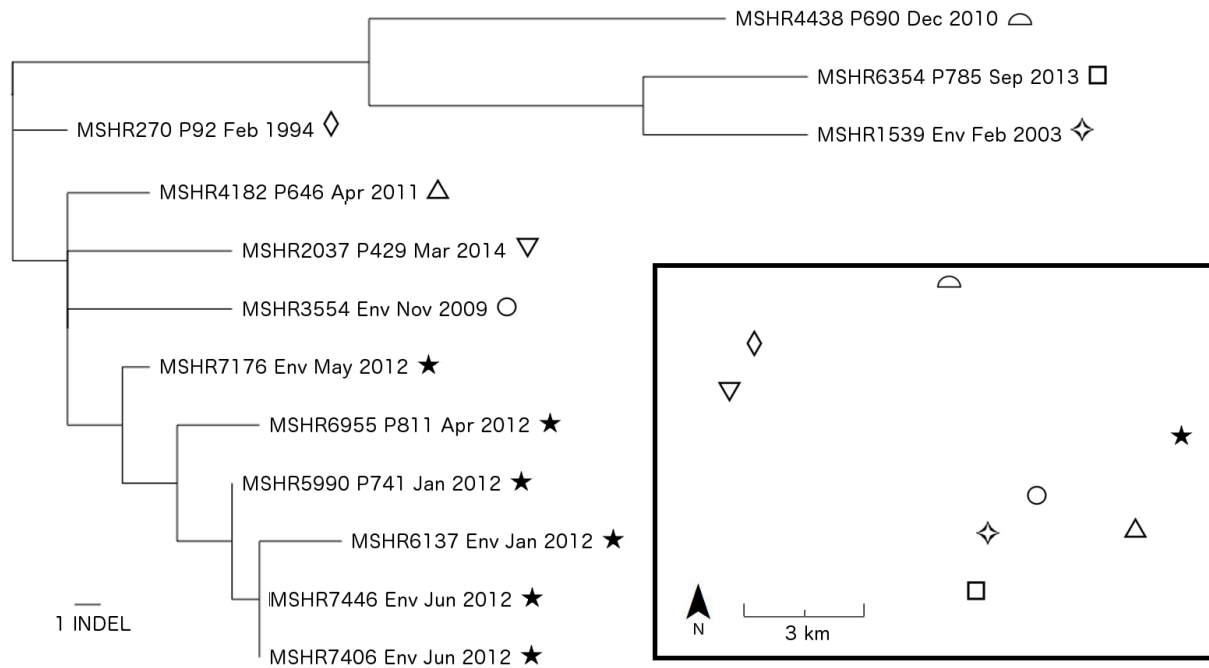 MSHR4438 P690 Dec 2010
MSHR6354 P785 Sep 2013
MSHR270 P92 Feb 1994
MSHR1539 Env Feb 2003
MSHR4182 P646 Apr 2011
MSHR2037 P429 Mar 2014
MSHR3554 Env Nov 2009
MSHR7176 Env May 2012
MSHR6955 P811 Apr 2012
MSHR5990 P741 Jan 2012
MSHR6137 Env Jan 2012
MSHR7446 Env Jun 2012
MSHR7406 Env Jun 2012
1 INDEL
N
3 km